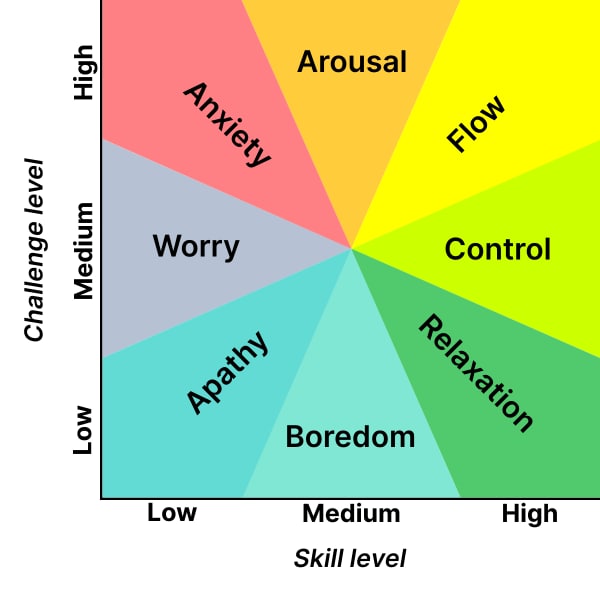 Challenge level
High
Medium
Low
Arousal
Anxiety
Flow
Worry
Control
Apathy
Relaxation
Boredom
Low
Medium
High
Skill level